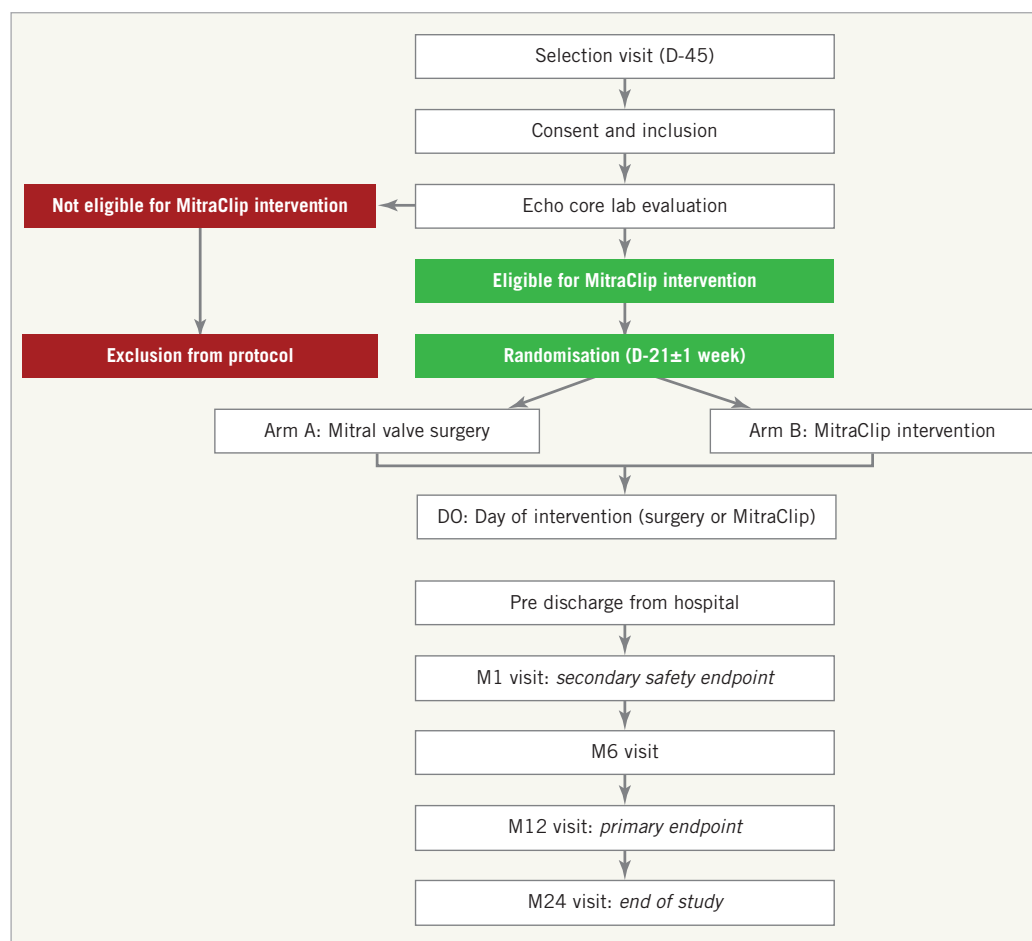 Selection visit (D-45)
Consent and inclusion
Not eligible for MitraClip intervention
Echo core lab evaluation
Eligible for MitraClip intervention
Exclusion from protocol
Randomisation (D-21±1 week)
Arm A: Mitral valve surgery
Arm B: MitraClip intervention
DO: Day of intervention (surgery or MitraClip)
Pre discharge from hospital
M1 visit: secondary safety endpoint
M6 visit
M12 visit: primary endpoint
M24 visit: end of study